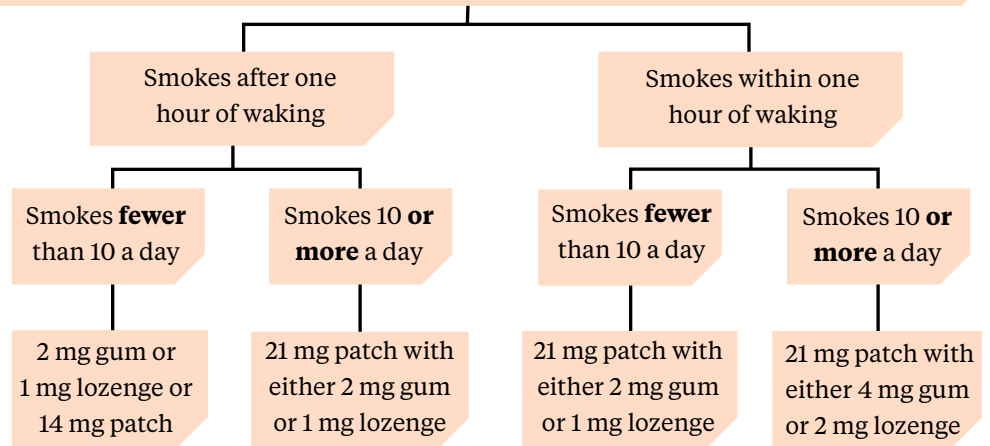 Smokes after one
hour of waking
Smokes within one
hour of waking
Smokes fewer
than 10 a day
Smokes 10 or
more a day
Smokes fewer
than 10 a day
Smokes 10 or
more a day
2 mg gum or
1 mg lozenge or
14 mg patch
21 mg patch with
either 2 mg gum
or 1 mg lozenge
21 mg patch with
either 2 mg gum
or 1 mg lozenge
21 mg patch with
either 4 mg gum
or 2 mg lozenge